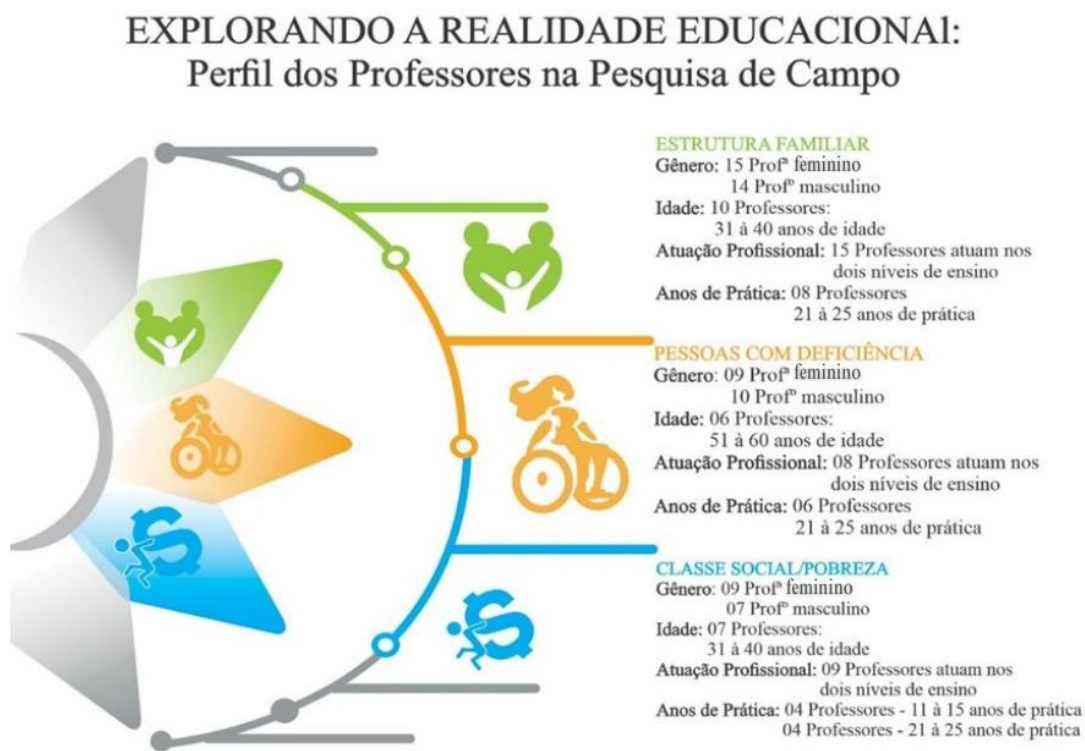 EXPLORANDO A REALIDADE EDUCACIONAl:
Perfil dos Professores na Pesquisa de Campo
ESTRUTURA FAMILIAR
Gênero: 15 Profª feminino
14 Profº masculino
Idade: 10 Professores:
31 à 40 anos de idade
Atuação Profissional: 15 Professores atuam nos
dois níveis de ensino
Anos de Prática: 08 Professores
21 à 25 anos de prática
PESSOAS COM DEFICIÊNCIA
Gênero: 09 Profª feminino
10 Profº masculino
Idade: 06 Professores:
51 à 60 anos de idade
Atuação Profissional: 08 Professores atuam nos
dois níveis de ensino
Anos de Prática: 06 Professores
21 à 25 anos de prática
CLASSE SOCIAL/POBREZA
Gênero: 09 Profª feminino
07 Profº masculino
Idade: 07 Professores:
31 à 40 anos de idade
Atuação Profissional: 09 Professores atuam nos
dois níveis de ensino
Anos de Prática: 04 Professores - 11 à 15 anos de prática
04 Professores - 21 à 25 anos de prática